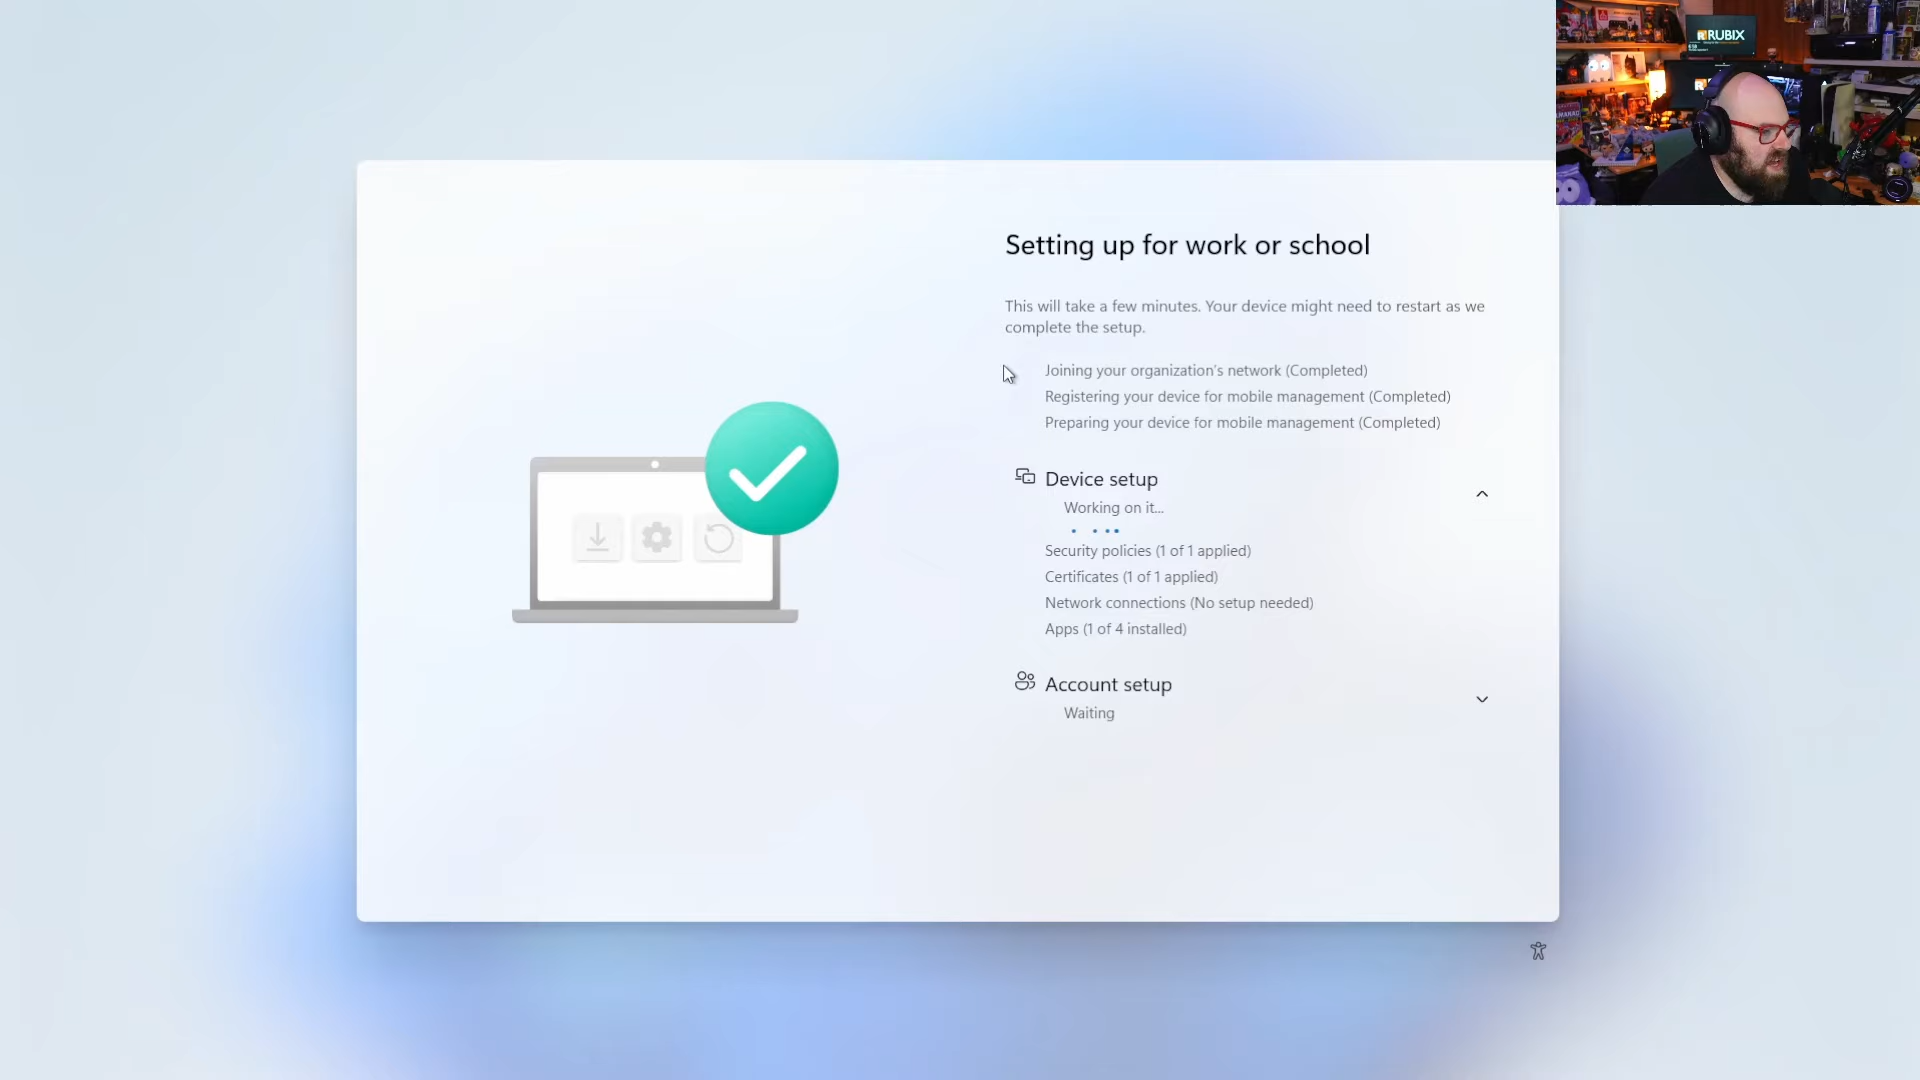 RUBIX
Setting up for work or school
This will take a few minutes. Your device might need to restart as we
complete the setup.
Joining your organization's network (Completed)
Registering your device for mobile management (Completed)
Preparing your device for mobile management (Completed)
Device setup
Working on it...
Security policies (1 of 1 applied)
Certificates (1 of 1 applied)
Network connections (No setup needed)
Apps (1 of 4 installed)
Account setup
Waiting